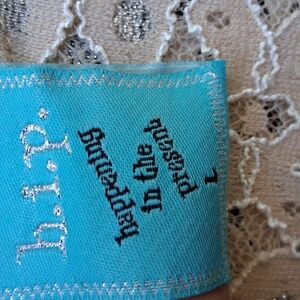 h.i.p.
happening
in the
present
L